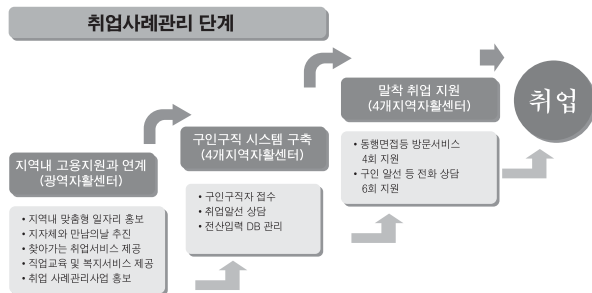 취업사례관리 단계
지역내 고용지원과 연계
(광역자활센터)
• 지역내 맞춤형 일자리 홍보
• 지자체와 만남의날 추진
• 찾아가는 취업서비스 제공
• 직업교육 및 복지서비스 제공
• 취업 사례관리사업 홍보
구인구직 시스템 구축
(4개지역자활센터)
• 구인구직자 접수
• 취업알선 상담
• 전산입력 DB 관리
말착 취업 지원
(4개지역자활센터)
• 동행면접등 방문서비스
4회 지원
• 구인 알선 등 전화 상담
6회 지원
취업